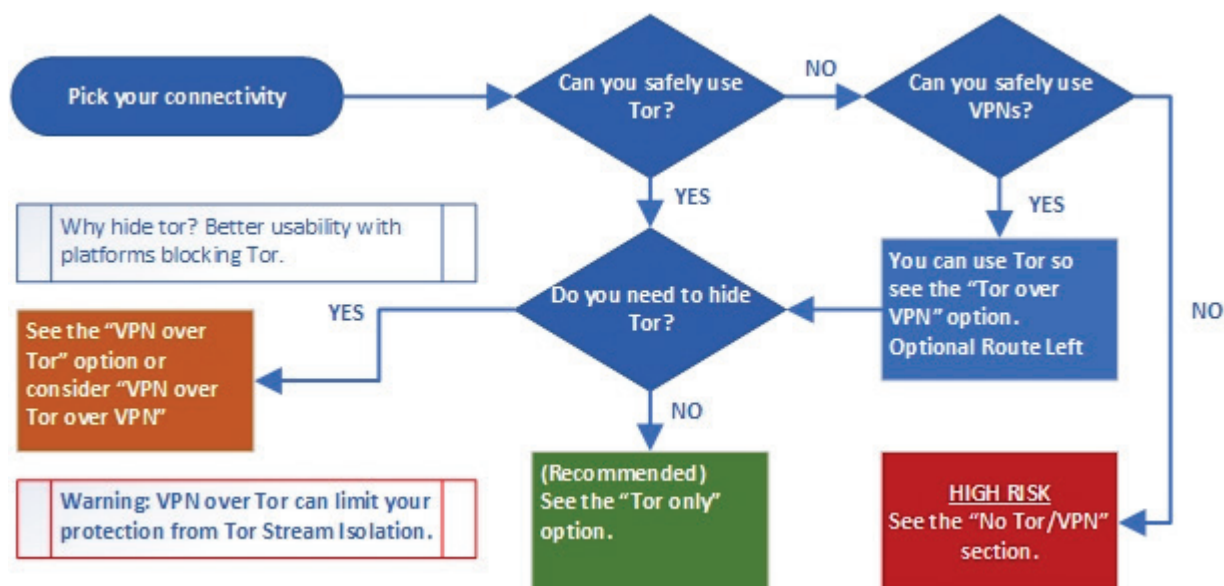 Pick your connectivity
Can you safely use
Tor?
NO
Can you safely use
VPNs?
YES
YES
Why hide tor? Better usability with
platforms blocking Tor.
Do you need to hide
Tor?
You can use Tor so
see the “Tor over
VPN” option.
Optional Route Left
NO
YES
See the “VPN over
Tor” option or
consider “VPN over
Tor over VPN”
NO
(Recommended)
See the “Tor only”
option.
HIGH RISK
See the “No Tor/VPN”
section.
Warning: VPN over Tor can limit your
protection from Tor Stream Isolation.